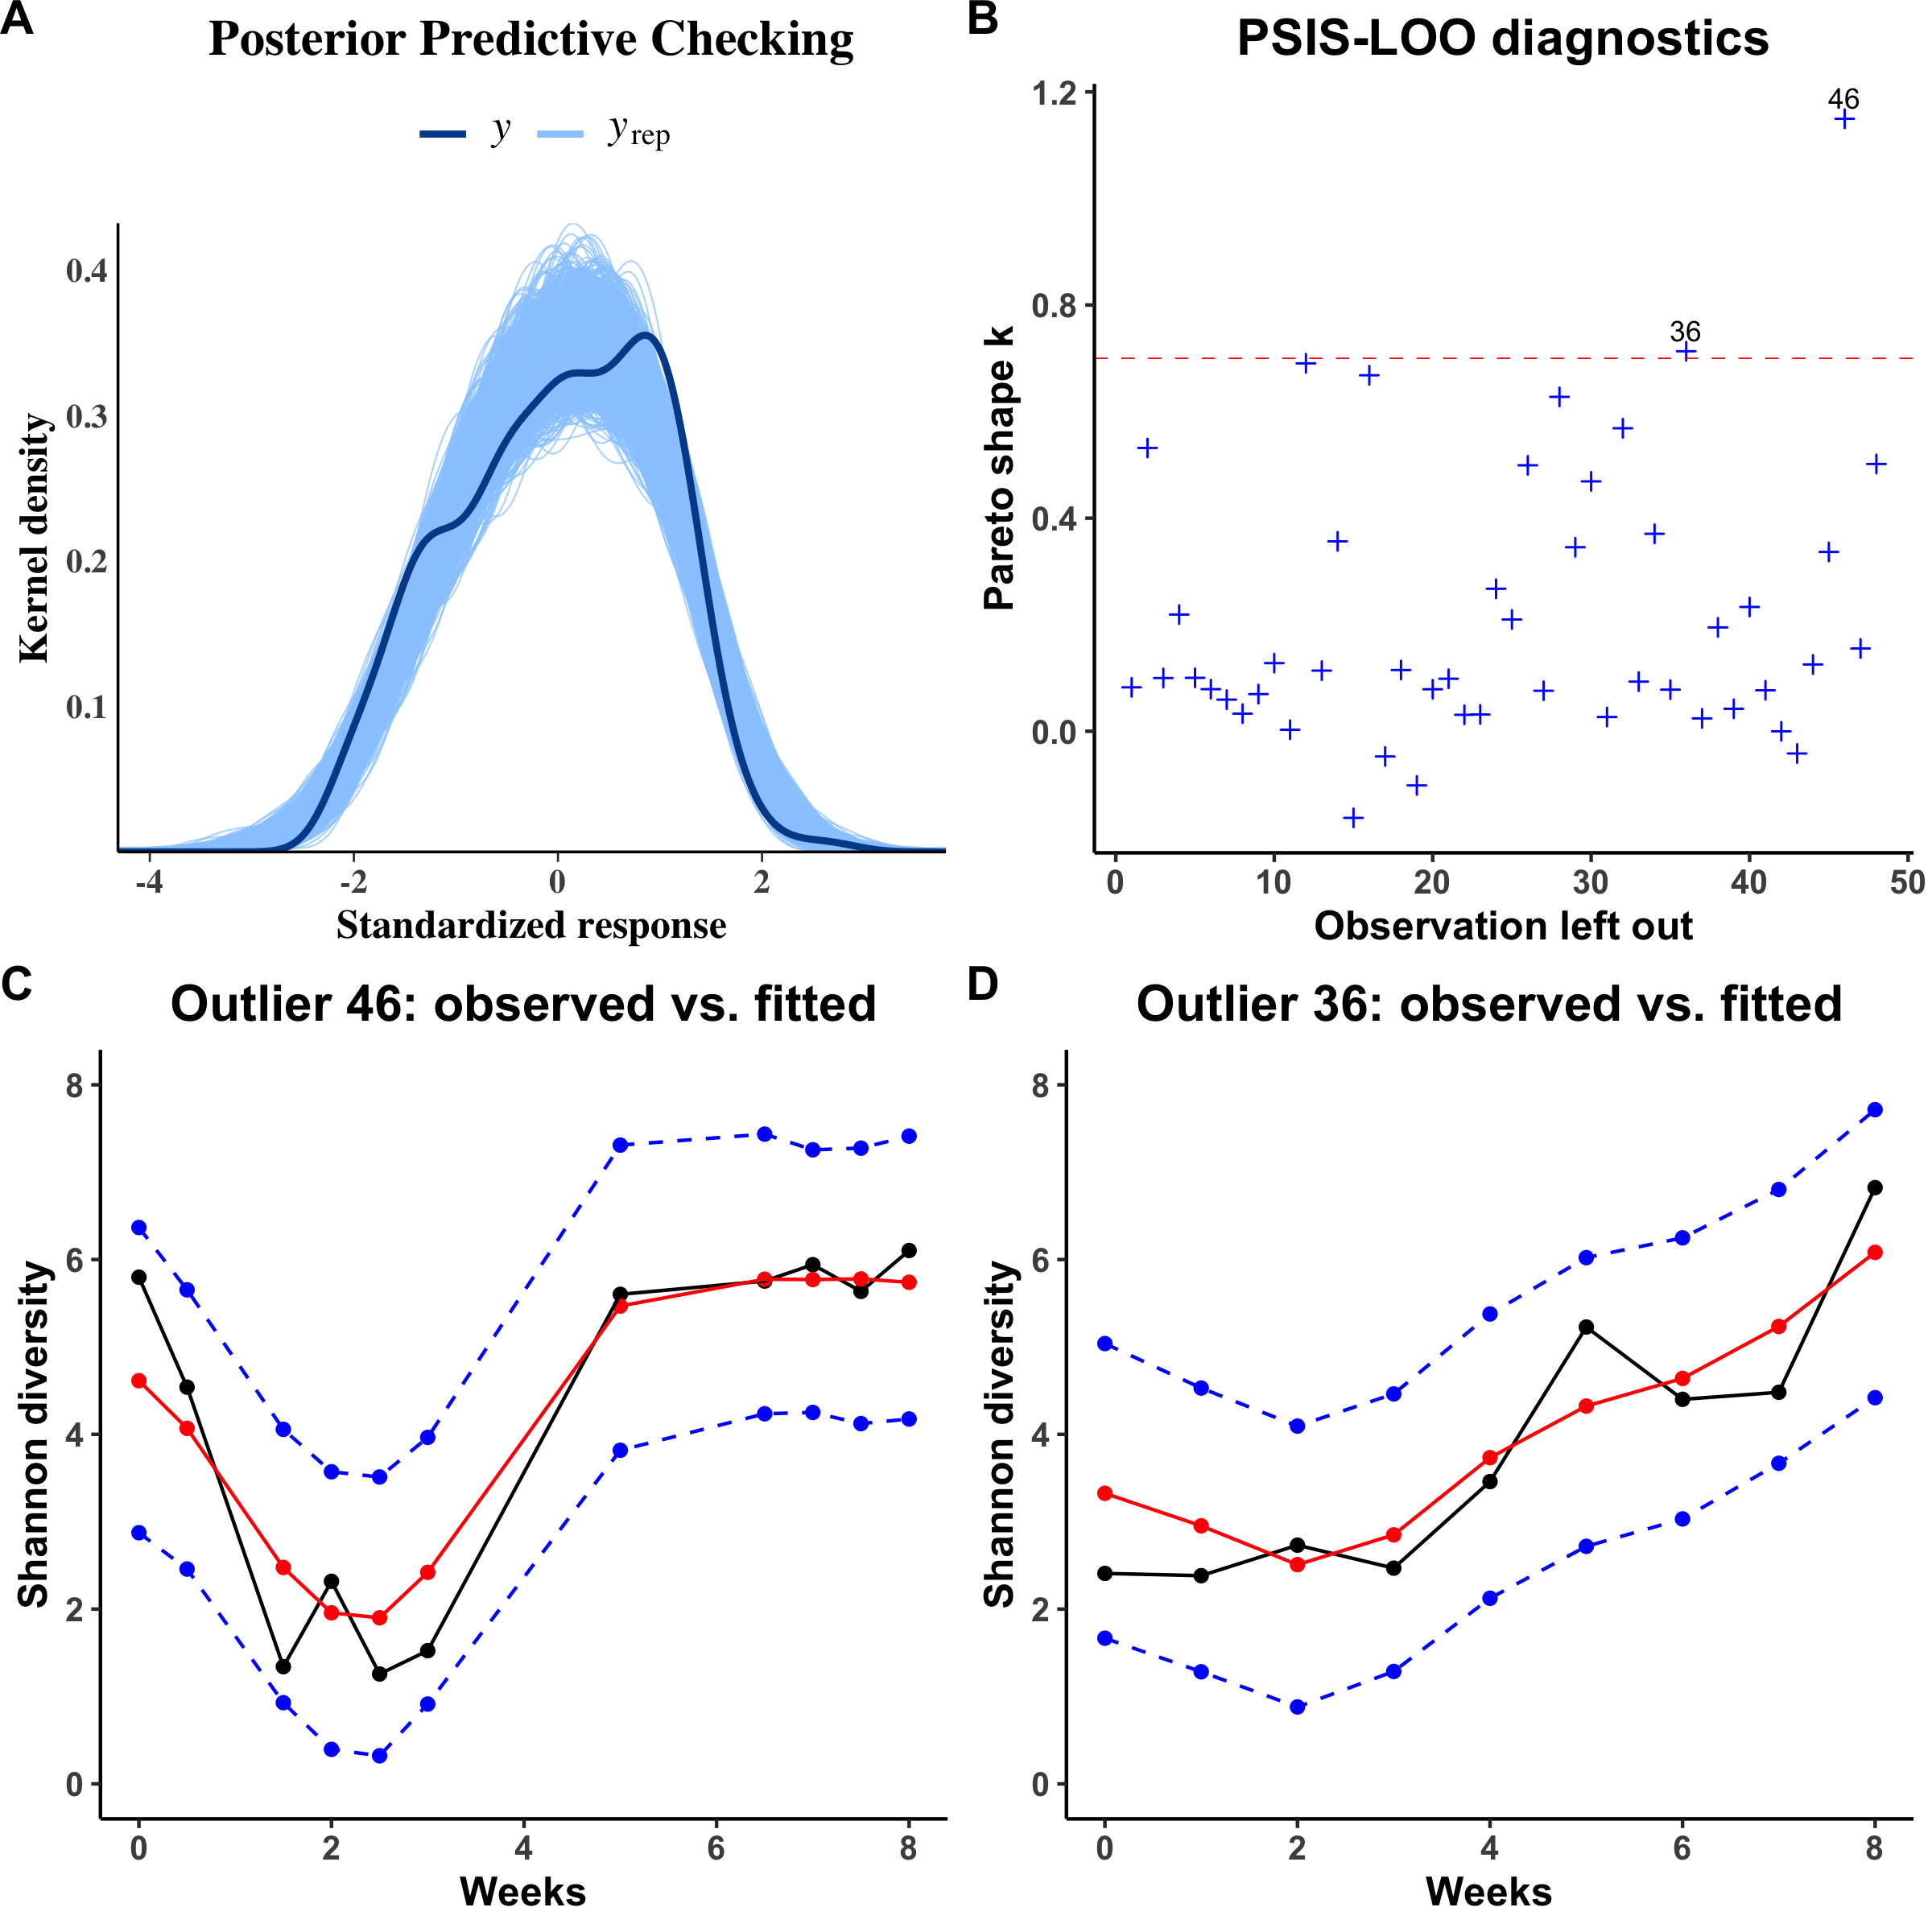 A
Posterior Predictive Checking
y yrep
Kernel density
0.4
0.3
0.2
0.1
-4 -2 0 2
Standardized response
B
PSIS-LOO diagnostics
Pareto shape k
1.2
0.8
0.4
0.0
46
36
0 10 20 30 40 50
Observation left out
C
Outlier 46: observed vs. fitted
Shannon diversity
8
6
4
2
0
0 2 4 6 8
Weeks
D
Outlier 36: observed vs. fitted
Shannon diversity
8
6
4
2
0
0 2 4 6 8
Weeks